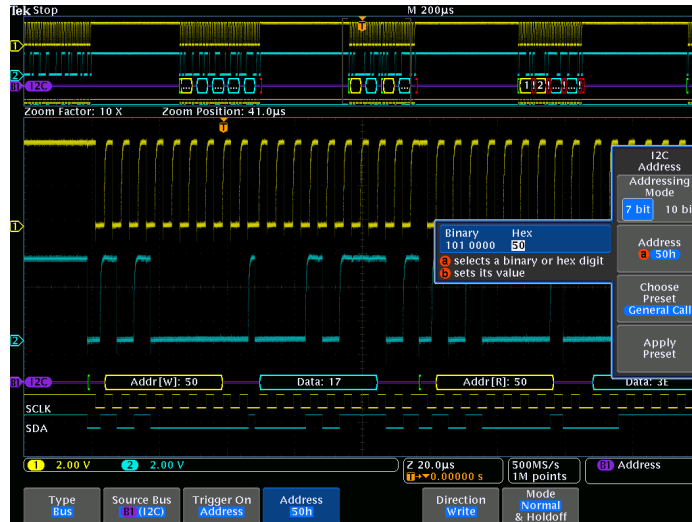 Tek Stop
M 200µs
1
2
B1 I2C
...
...
...
...
...
...
1
2
...
...
Zoom Factor: 10 X
Zoom Position: 41.0µs
T
T
1
2
I2C
Address
Addressing
Mode
7 bit
10 bi
Address
a 50h
Choose
Preset
General Call
Apply
Preset
Binary
Hex
101 0000
50
a selects a binary or hex digit
b sets its value
B1 I2C
Addr[W]: 50
Data: 17
Addr[R]: 50
Data: 3E
SCLK
SDA
1 2.00 V
2 2.00 V
Z 20.0µs
T→▼0.00000 s
500MS/s
1M points
B1 Address
Type
Bus
Source Bus
B1 (I2C)
Trigger On
Address
Address
50h
Direction
Write
Mode
Normal
& Holdoff